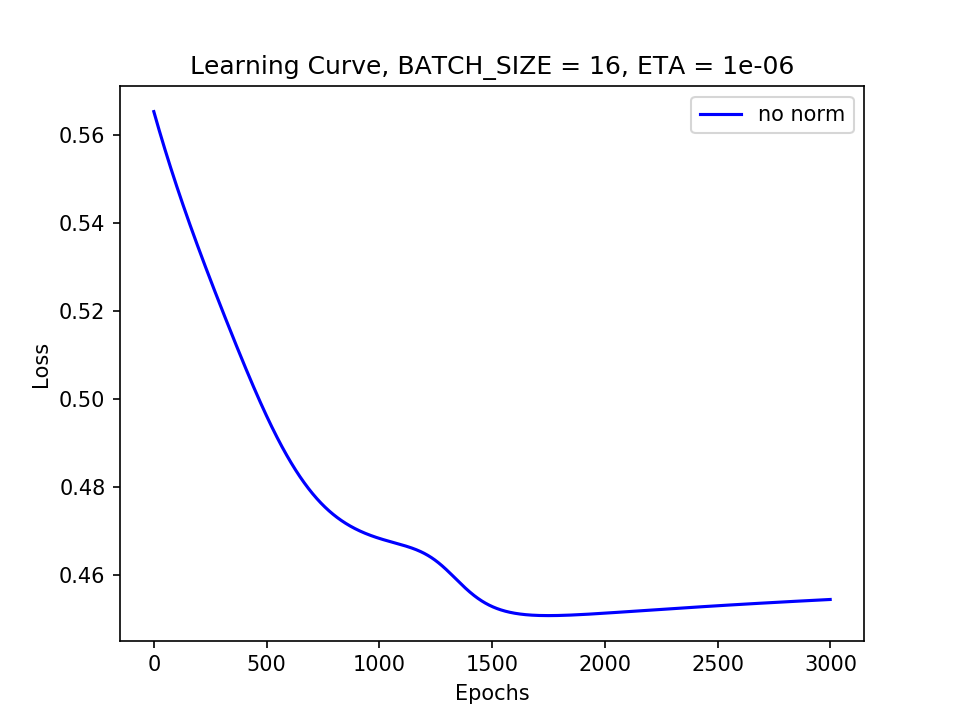 Learning Curve, BATCH_SIZE = 16, ETA = 1e-06
no norm
0.56
0.54
0.52
0.50
0.48
0.46
Loss
0 500 1000 1500 2000 2500 3000
Epochs